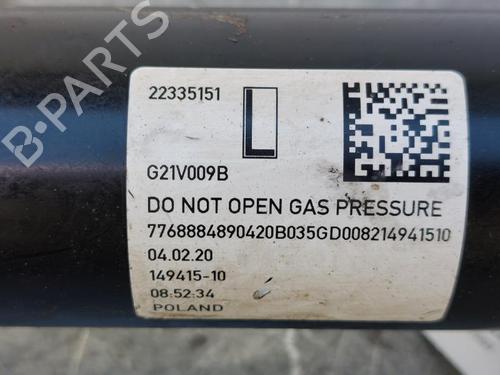 22335151
L
G21V009B
DO NOT OPEN GAS PRESSURE
7768884890420B035GD008214941510
04.02.20
149415-10
08:52:34
POLAND
B-PARTS